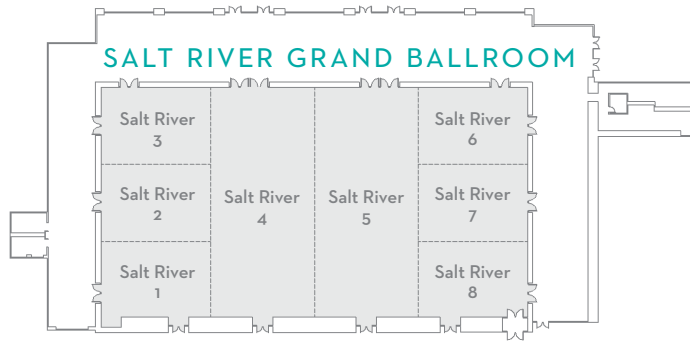 SALT RIVER GRAND BALLROOM
Salt River
3
Salt River
6
Salt River
2
Salt River
4
Salt River
5
Salt River
7
Salt River
1
Salt River
8